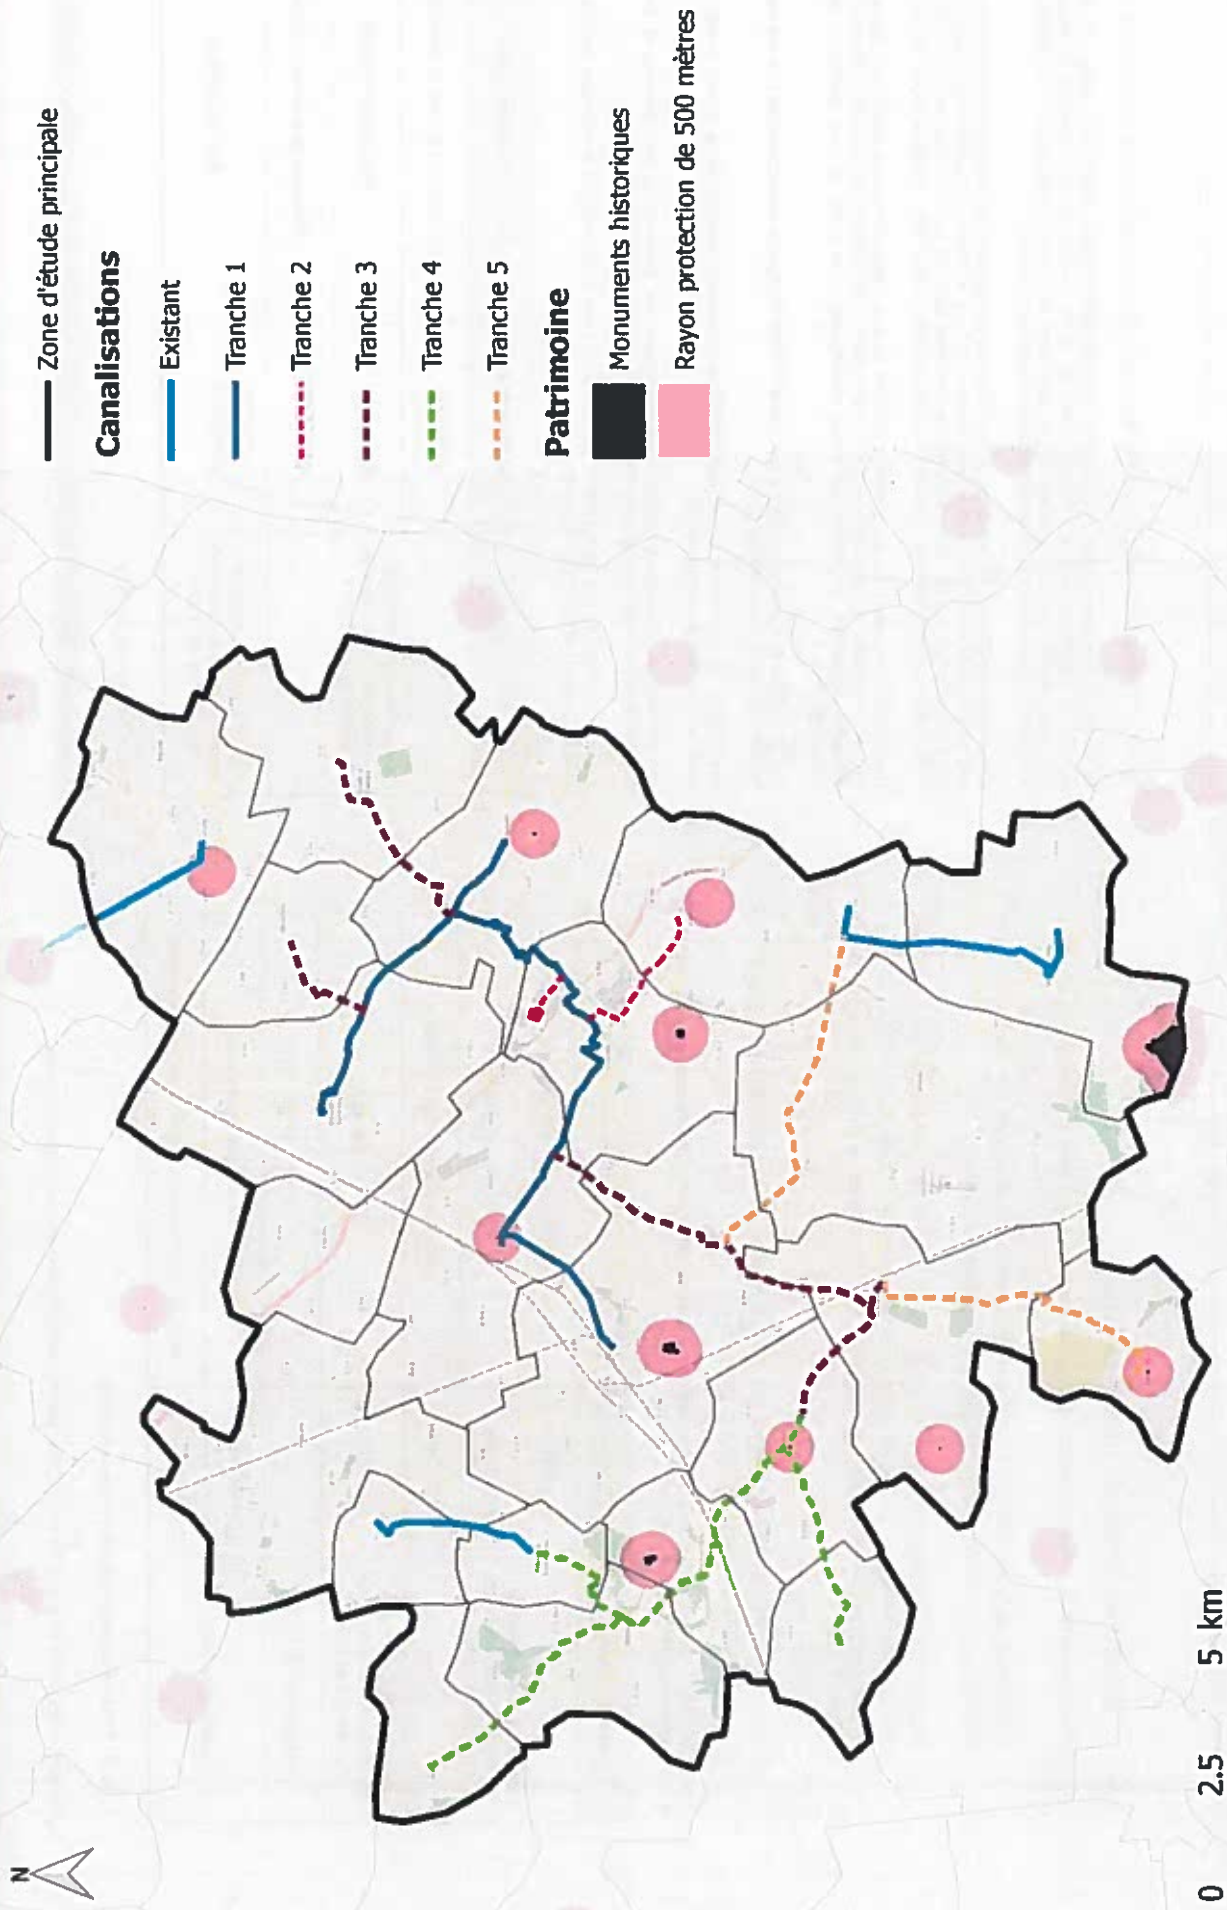 N
Zone d'étude principale
Canalisations
Existant
Tranche 1
Tranche 2
Tranche 3
Tranche 4
Tranche 5
Patrimoine
Monuments historiques
Rayon protection de 500 mètres
0 2.5 5 km